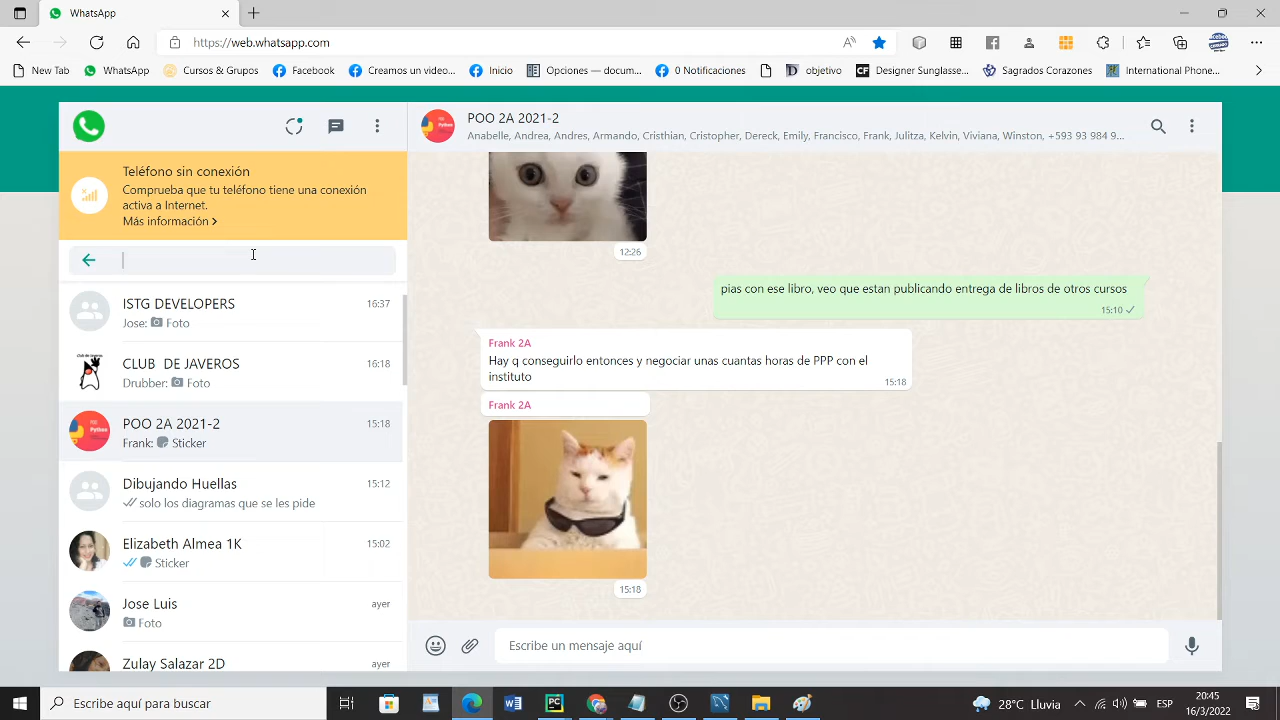 WhatsApp
https://web.whatsapp.com
New Tab
WhatsApp
Cursos & Grupos
Facebook
Creamren video...
Inicio
Opciones — docum...
0 Notificaciones
objetivo
Designer Sunglasse...
Sagrados Corazones
International Phone...
POO 2A 2021-2
Anabelle, Andrea, Andres, Armando, Cristhian, Cristopher, Dereck, Emily, Francisco, Frank, Julitza, Kelvin, Viviana, Winston, +593 93 984 9...
Teléfono sin conexión
Comprueba que tu teléfono tiene una conexión
activa a Internet.
Más información >
ISTG DEVELOPERS 16:37
Jose: Foto
CLUB DE JAVEROS 16:18
Drubber: Foto
POO 2A 2021-2 15:18
Frank: Sticker
Dibujando Huellas 15:12
solo los diagramas que se les pide
Elizabeth Almea 1K 15:02
Sticker
Jose Luis ayer
Foto
Zulay Salazar 2D ayer
12:26
pias con ese libro, veo que estan publicando entrega de libros de otros cursos
15:10
Frank 2A
Hay q conseguirlo entonces y negociar unas cuantas horas de PPP con el
instituto
15:18
Frank 2A
15:18
Escribe un mensaje aquí
Escribe aquí para buscar
28°C Lluvia
ESP
20:45
16/3/2022